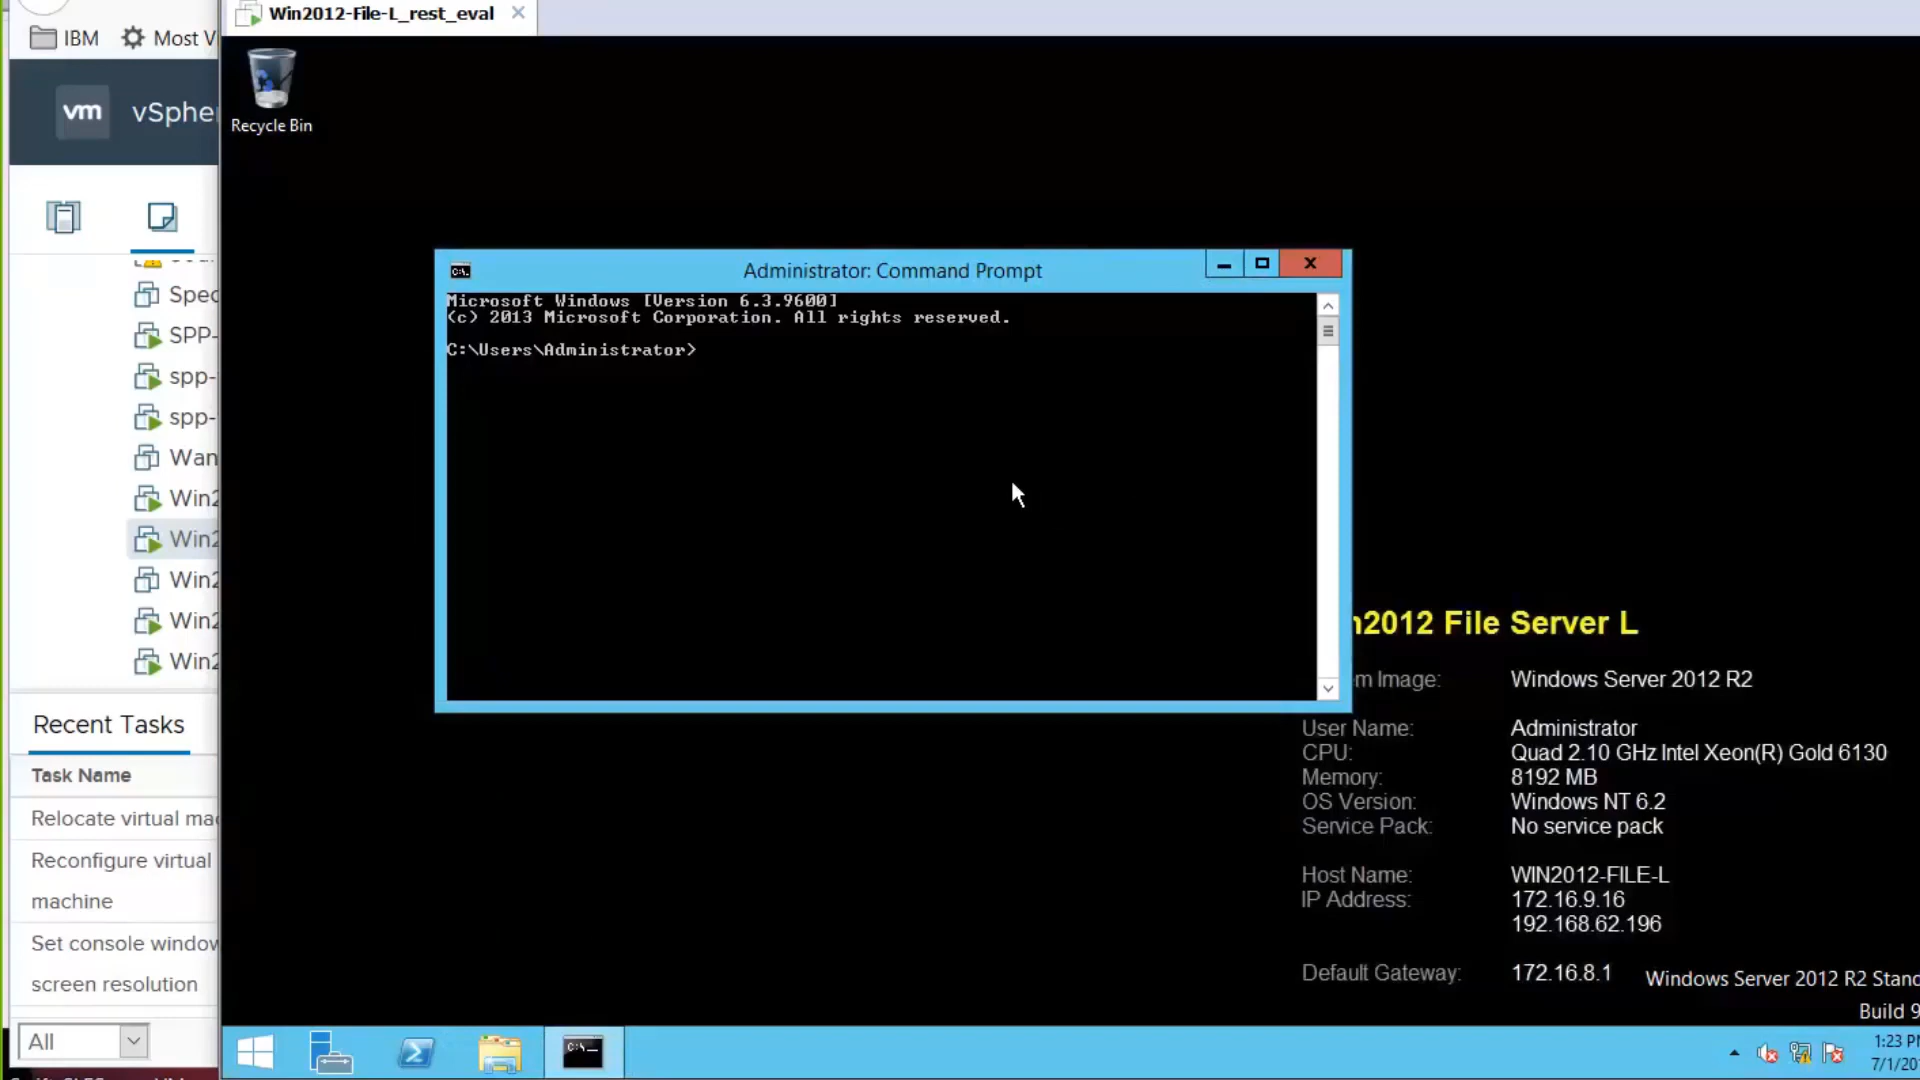 Win2012-File-L_rest_eval
IBM
Most V
vm
vSpher
Recycle Bin
Spec
SPP-
spp-
spp-
Wan
Win2
Win2
Win2
Win2
Win2
Recent Tasks
Task Name
Relocate virtual mac
Reconfigure virtual
machine
Set console window
screen resolution
All
Administrator: Command Prompt
Microsoft Windows [Version 6.3.9600]
(c) 2013 Microsoft Corporation. All rights reserved.
C:\Users\Administrator>
n2012 File Server L
m Image: Windows Server 2012 R2
User Name: Administrator
CPU: Quad 2.10 GHz Intel Xeon(R) Gold 6130
Memory: 8192 MB
OS Version: Windows NT 6.2
Service Pack: No service pack
Host Name: WIN2012-FILE-L
IP Address: 172.16.9.16
192.168.62.196
Default Gateway: 172.16.8.1
Windows Server 2012 R2 Stand
Build 9
1:23 PM
7/1/20